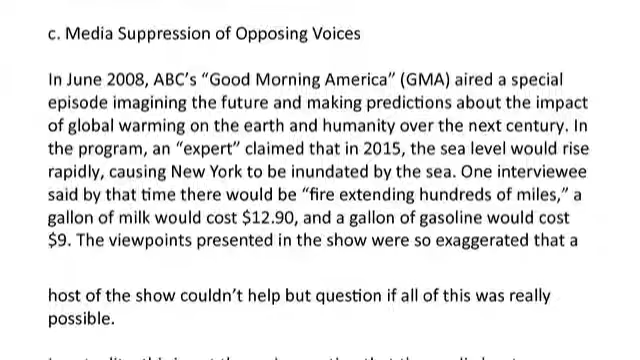 c. Media Suppression of Opposing Voices
In June 2008, ABC’s “Good Morning America” (GMA) aired a special
episode imagining the future and making predictions about the impact
of global warming on the earth and humanity over the next century. In
the program, an “expert” claimed that in 2015, the sea level would rise
rapidly, causing New York to be inundated by the sea. One interviewee
said by that time there would be “fire extending hundreds of miles,” a
gallon of milk would cost $12.90, and a gallon of gasoline would cost
$9. The viewpoints presented in the show were so exaggerated that a
host of the show couldn’t help but question if all of this was really
possible.